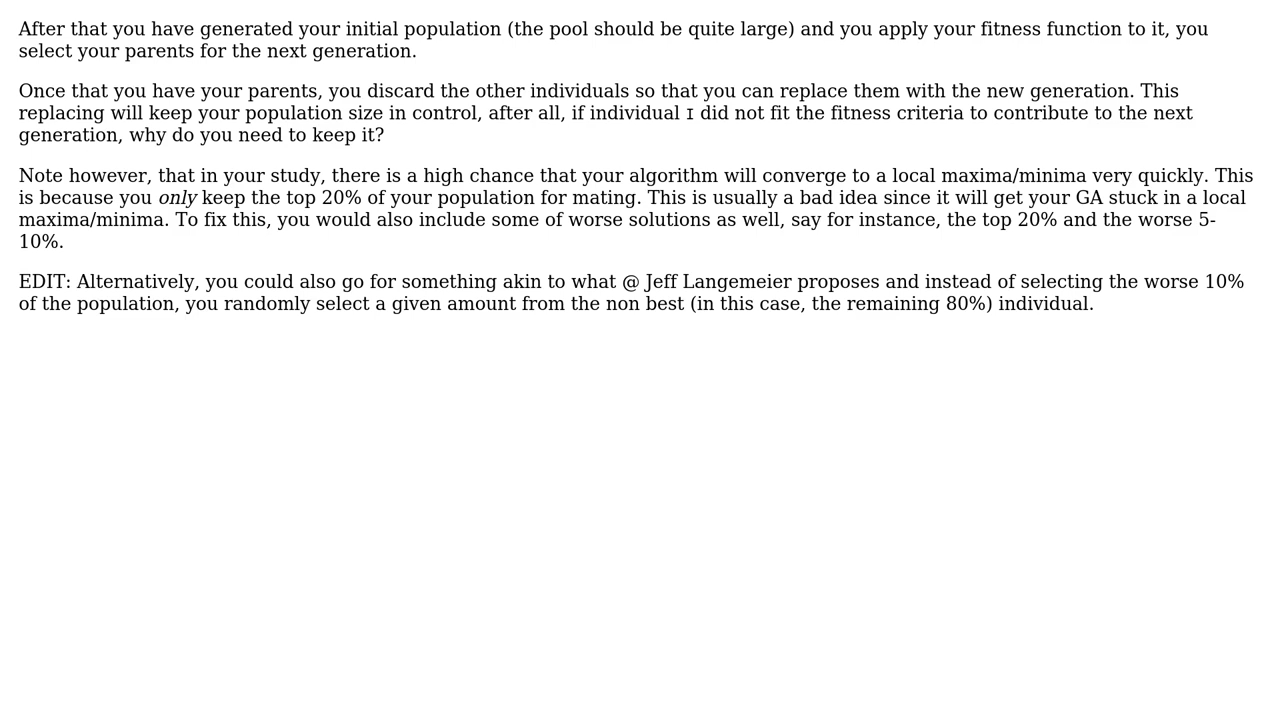 After that you have generated your initial population (the pool should be quite large) and you apply your fitness function to it, you
select your parents for the next generation.
Once that you have your parents, you discard the other individuals so that you can replace them with the new generation. This
replacing will keep your population size in control, after all, if individual I did not fit the fitness criteria to contribute to the next
generation, why do you need to keep it?
Note however, that in your study, there is a high chance that your algorithm will converge to a local maxima/minima very quickly. This
is because you only keep the top 20% of your population for mating. This is usually a bad idea since it will get your GA stuck in a local
maxima/minima. To fix this, you would also include some of worse solutions as well, say for instance, the top 20% and the worse 5-
10%.
EDIT: Alternatively, you could also go for something akin to what @ Jeff Langemeier proposes and instead of selecting the worse 10%
of the population, you randomly select a given amount from the non best (in this case, the remaining 80%) individual.